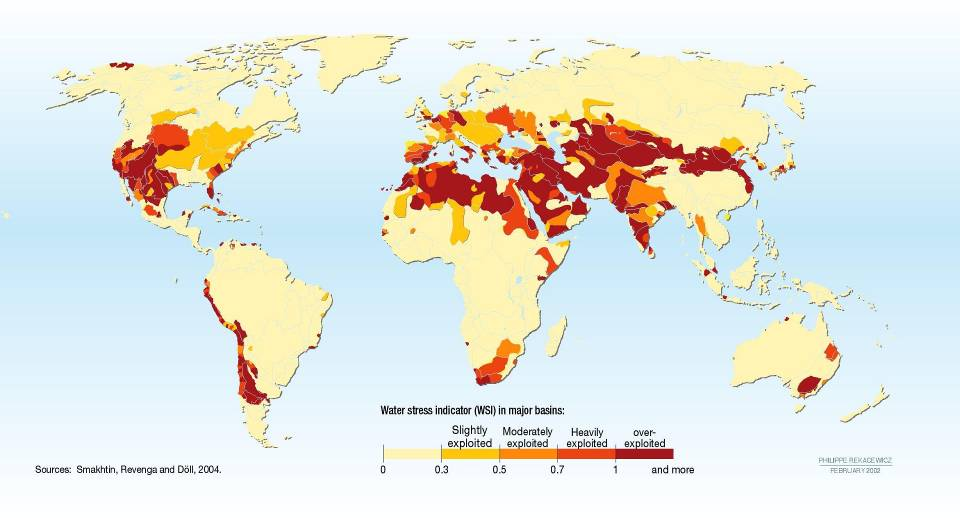 Water stress indicator (WSI) in major basins:
Slightly exploited
Moderately exploited
Heavily exploited
over-exploited
0
0.3
0.5
0.7
1
and more
Sources: Smakhtin, Revenga and Döll, 2004.
PHILIPPE REKACEWICZ
FEBRUARY 2002